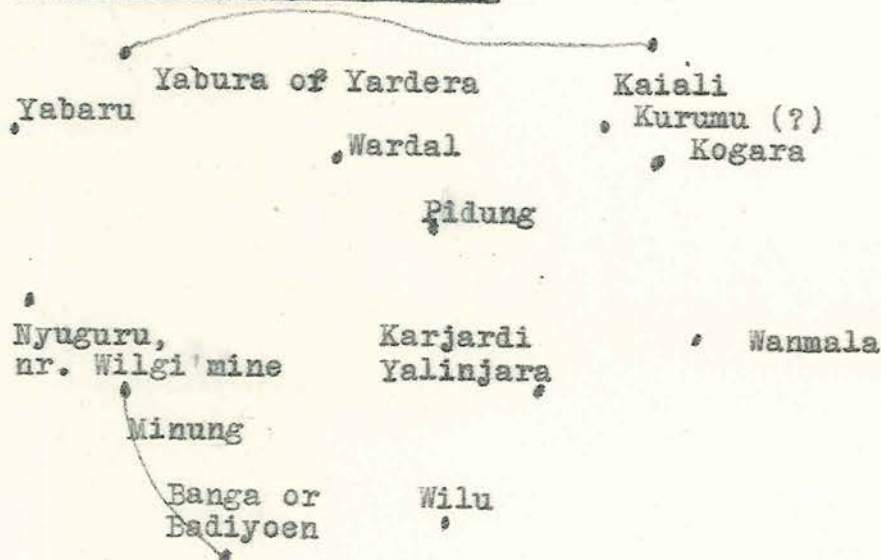 Yabura of Yardera
Kaiali
Yabaru
Kurumu (?)
Wardal
Kogara
Pidung
Nyuguru,
nr. Wilgi mine
Karjardi
Yalinjara
Wanmala
Minung
Banga or
Badiyoen
Wilu